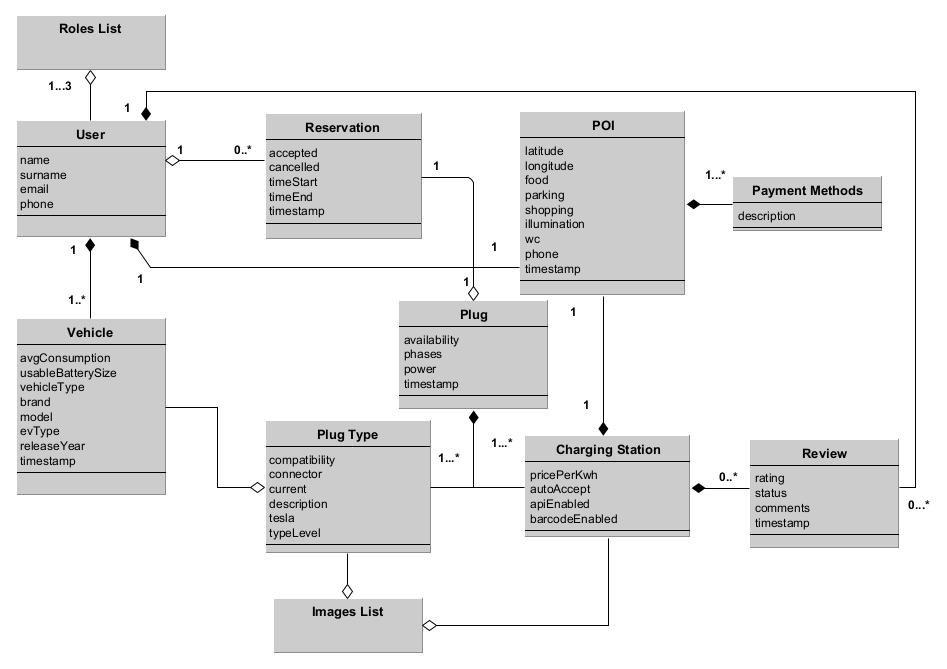 Roles List
1...3
1
User
name
surname
email
phone
1
0..*
Reservation
accepted
cancelled
timeStart
timeEnd
timestamp
1
POI
latitude
longitude
food
parking
shopping
illumination
wc
phone
timestamp
1...*
Payment Methods
description
1
1
1
1..*
1
1
Vehicle
avgConsumption
usableBatterySize
vehicleType
brand
model
evType
releaseYear
timestamp
Plug
availability
phases
power
timestamp
1
Plug Type
compatibility
connector
current
description
tesla
typeLevel
1...*
1...*
Charging Station
pricePerKwh
autoAccept
apiEnabled
barcodeEnabled
0..*
Review
rating
status
comments
timestamp
0...*
Images List